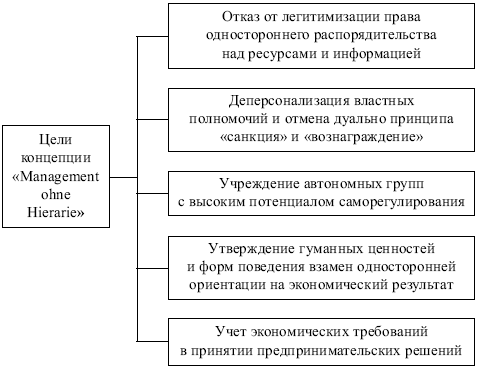 Цели
концепции
«Management
ohne
Hierarie»
Отказ от легитимизации права
одностороннего распорядительства
над ресурсами и информацией
Деперсонализация властных
полномочий и отмена дуально принципа
«санкция» и «вознаграждение»
Учреждение автономных групп
с высоким потенциалом саморегулирования
Утверждение гуманных ценностей
и форм поведения взамен односторонней
ориентации на экономический результат
Учет экономических требований
в принятии предпринимательских решений